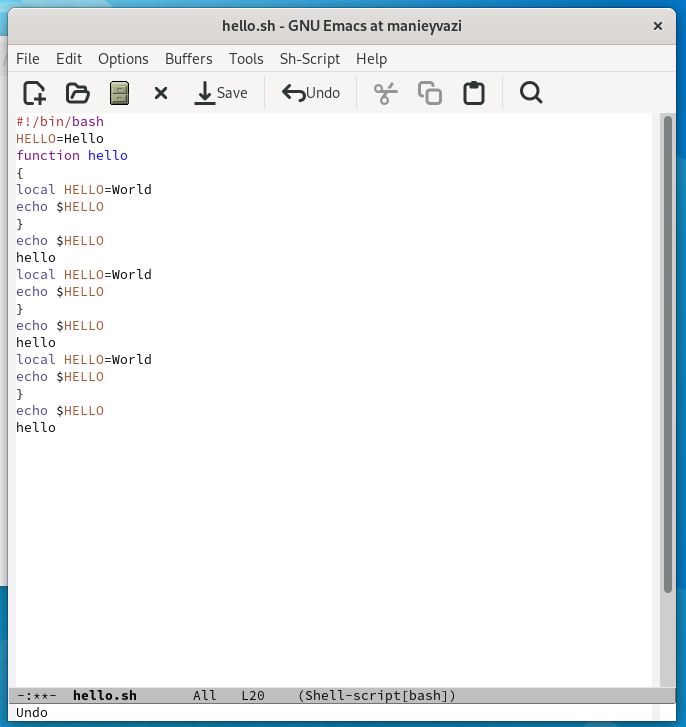 hello.sh - GNU Emacs at manieyvazi
File Edit Options Buffers Tools Sh-Script Help
Save Undo
#!/bin/bash
HELLO=Hello
function hello
{
local HELLO=World
echo $HELLO
}
echo $HELLO
hello
local HELLO=World
echo $HELLO
}
echo $HELLO
hello
local HELLO=World
echo $HELLO
}
echo $HELLO
hello
-:**- hello.sh All L20 (Shell-script[bash])
Undo